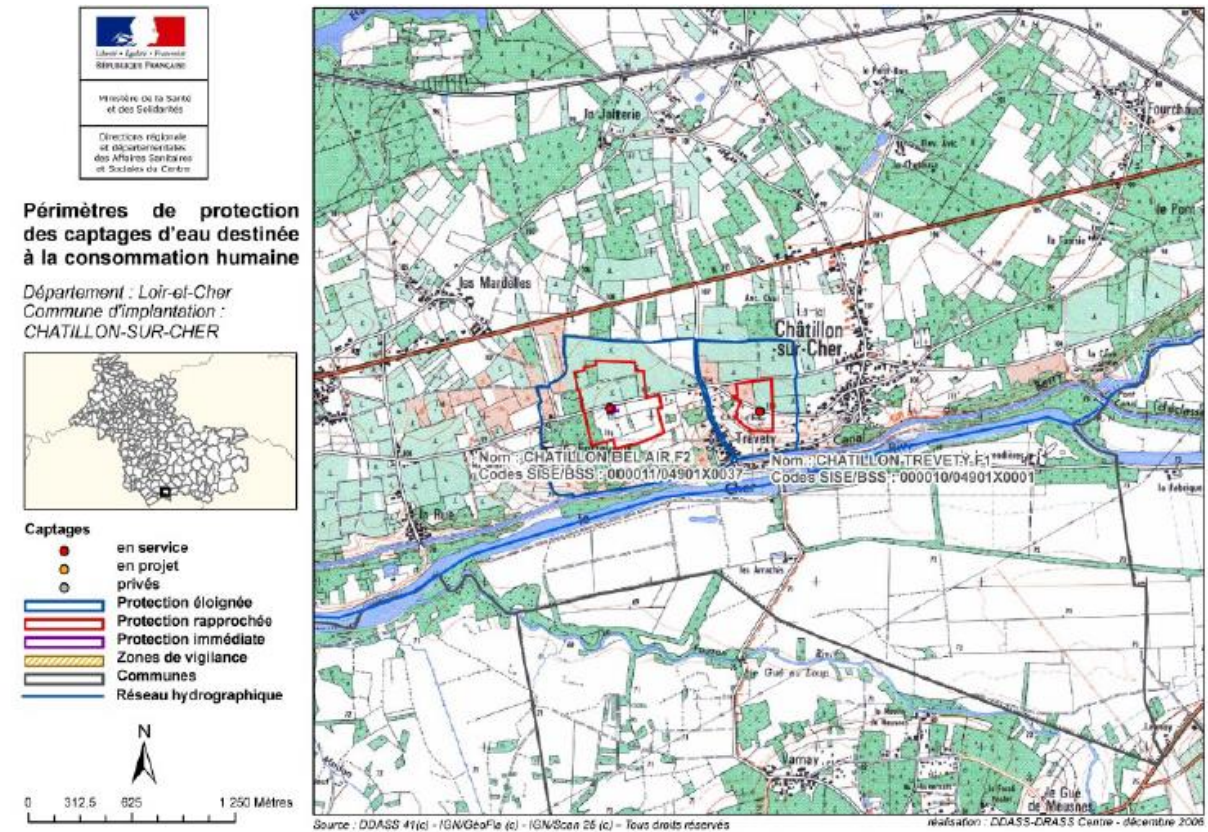 Liberté • Égalité • Fraternité
RÉPUBLIQUE FRANÇAISE
Ministère de la Santé
et des Solidarités
Directions régionale
et départementales
des Affaires Sanitaires
et Sociales du Centre
Périmètres de protection
des captages d'eau destinée
à la consommation humaine
Département : Loir-et-Cher
Commune d'implantation :
CHATILLON-SUR-CHER
Captages
en service
en projet
privés
Protection éloignée
Protection rapprochée
Protection immédiate
Zones de vigilance
Communes
Réseau hydrographique
N
0 312,5 625 1 250 Mètres
la Jolterie
Fourchaud
le Pont
les Mardelles
Châtillon
-sur-Cher
Trévety
Canal
Nom : CHATILLON BEL AIR F2
Codes SISE/BSS : 000011/04901X0037
Nom : CHATILLON TREVETY F1
Codes SISE/BSS : 000010/04901X0001
la Rue
la Fabrique
les Arrachis
le Gué au Loup
Varnay
le Gué
de Meusnes
Source : DDASS 41(c) - IGN/GéoFla (c) - IGN/Scan 25 (c) - Tous droits réservés
réalisation : DDASS-DRASS Centre - décembre 2006